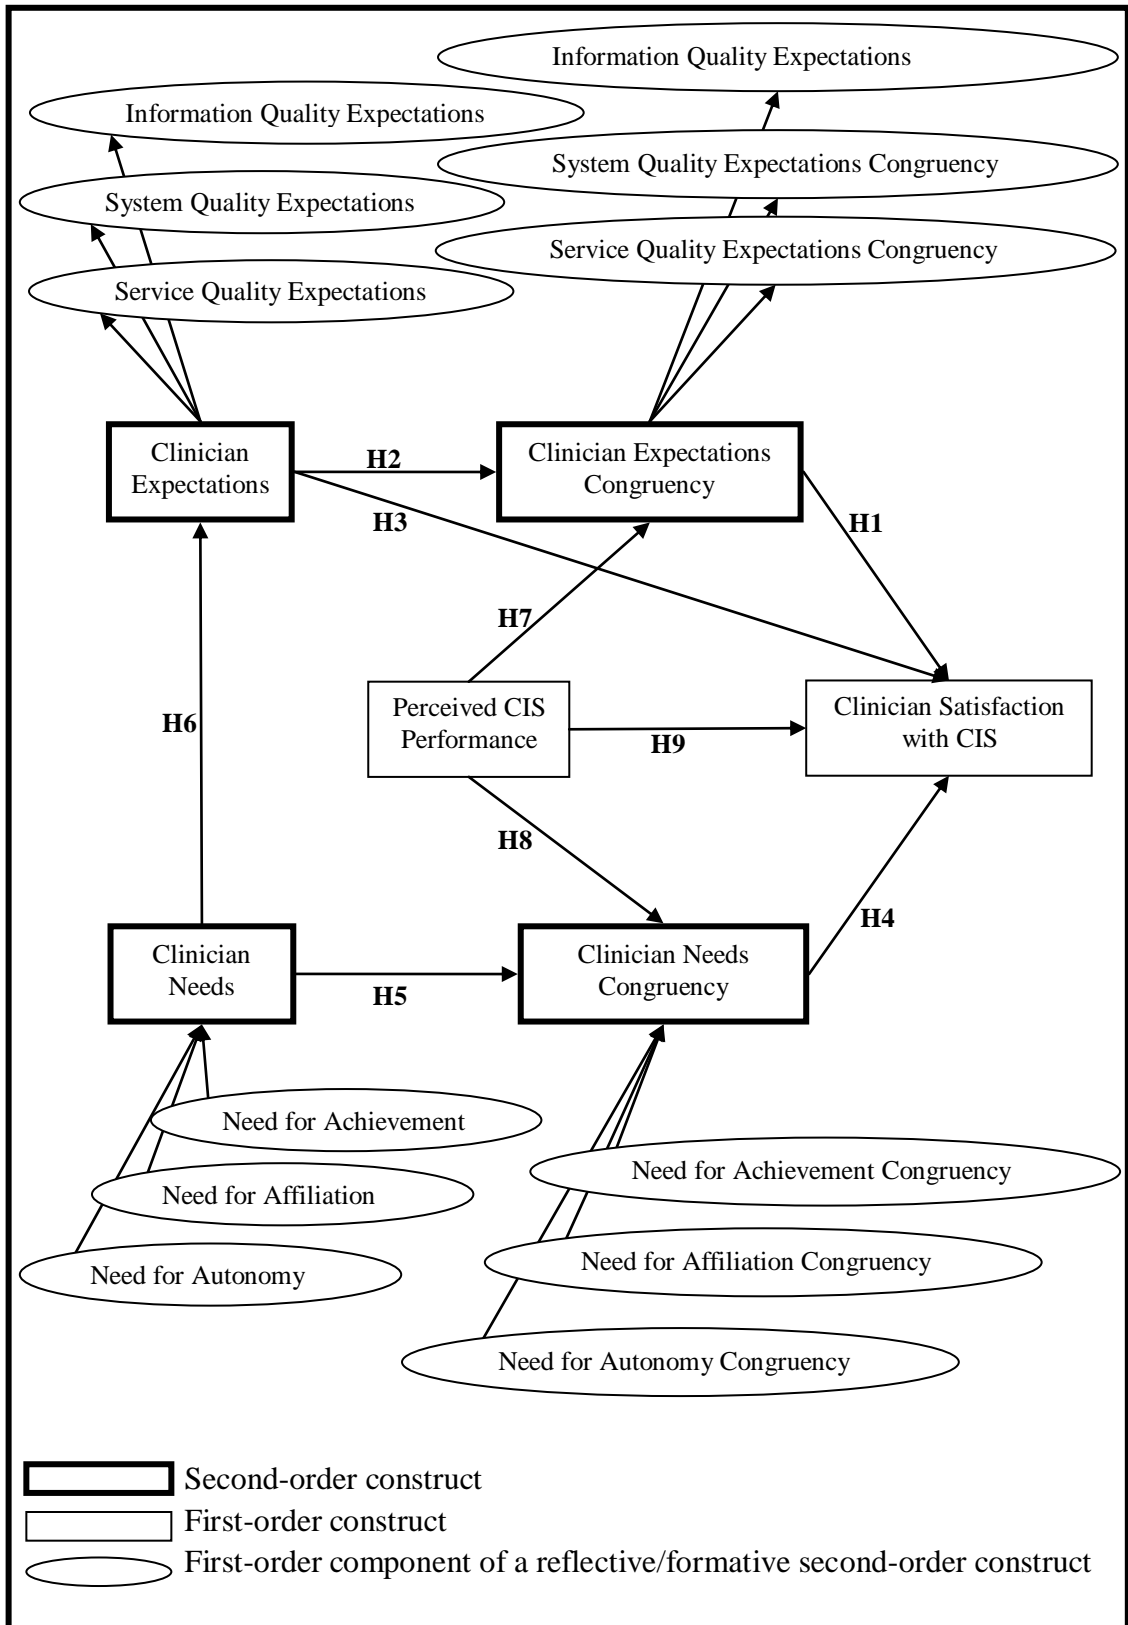 Information Quality Expectations
Information Quality Expectations
System Quality Expectations Congruency
System Quality Expectations
Service Quality Expectations Congruency
Service Quality Expectations
Clinician
Expectations
H2
Clinician Expectations
Congruency
H3
H1
H7
H6
Perceived CIS
Performance
H9
Clinician Satisfaction
with CIS
H8
H4
Clinician
Needs
H5
Clinician Needs
Congruency
Need for Achievement
Need for Affiliation
Need for Autonomy
Need for Achievement Congruency
Need for Affiliation Congruency
Need for Autonomy Congruency
Second-order construct
First-order construct
First-order component of a reflective/formative second-order construct